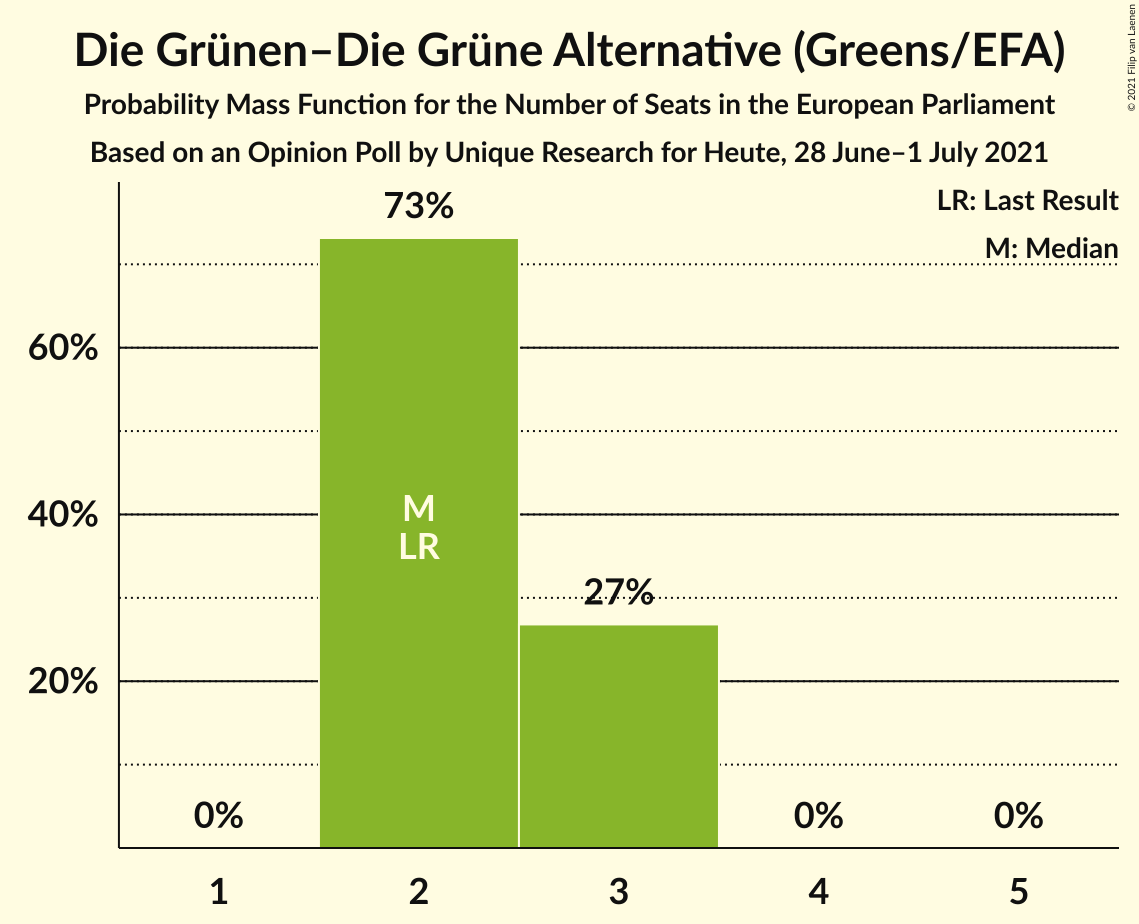 Die Grünen–Die Grüne Alternative (Greens/EFA)
Probability Mass Function for the Number of Seats in the European Parliament
Based on an Opinion Poll by Unique Research for Heute, 28 June–1 July 2021
© 2021 Filip van Laenen
LR: Last Result
M: Median
73%
60%
40%
20%
M
LR
27%
0%
0%
0%
1 2 3 4 5